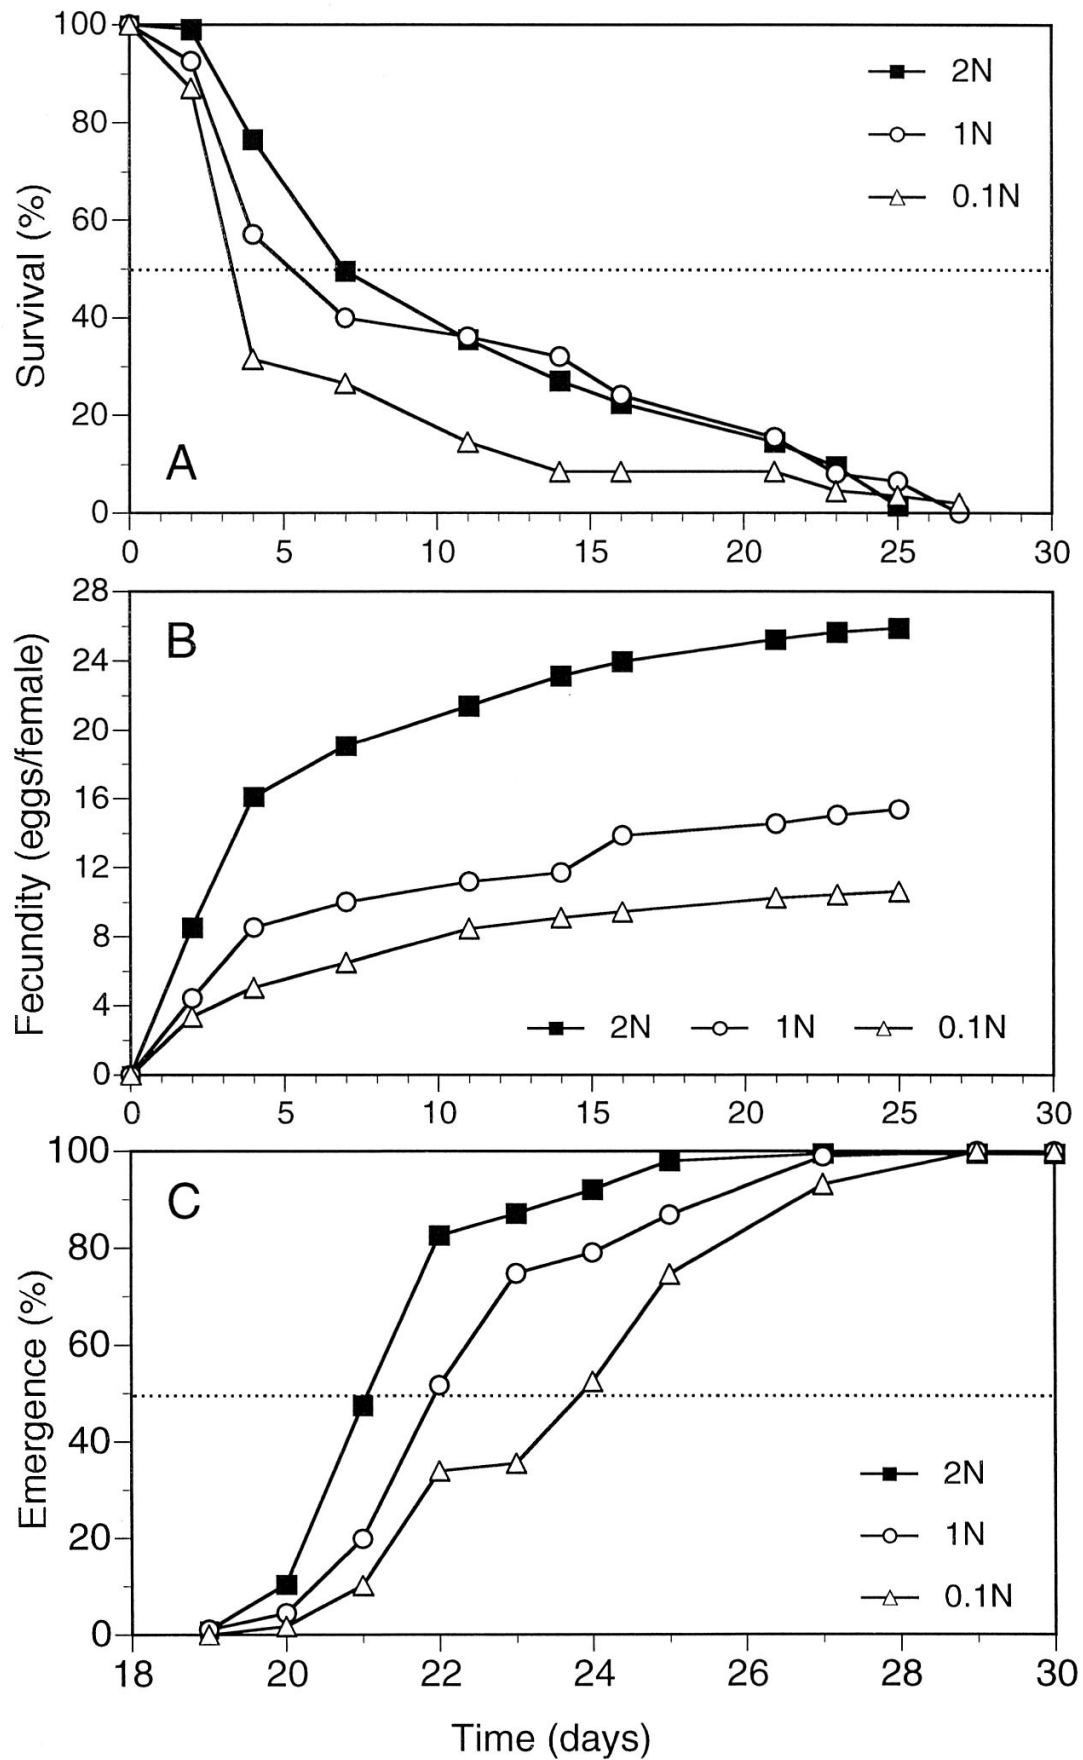 100
80
60
40
20
0
Survival (%)
A
2N
1N
0.1N
0 5 10 15 20 25 30
28
24
20
16
12
8
4
0
Fecundity (eggs/female)
B
2N 1N 0.1N
0 5 10 15 20 25 30
100
80
60
40
20
0
Emergence (%)
C
2N
1N
0.1N
18 20 22 24 26 28 30
Time (days)